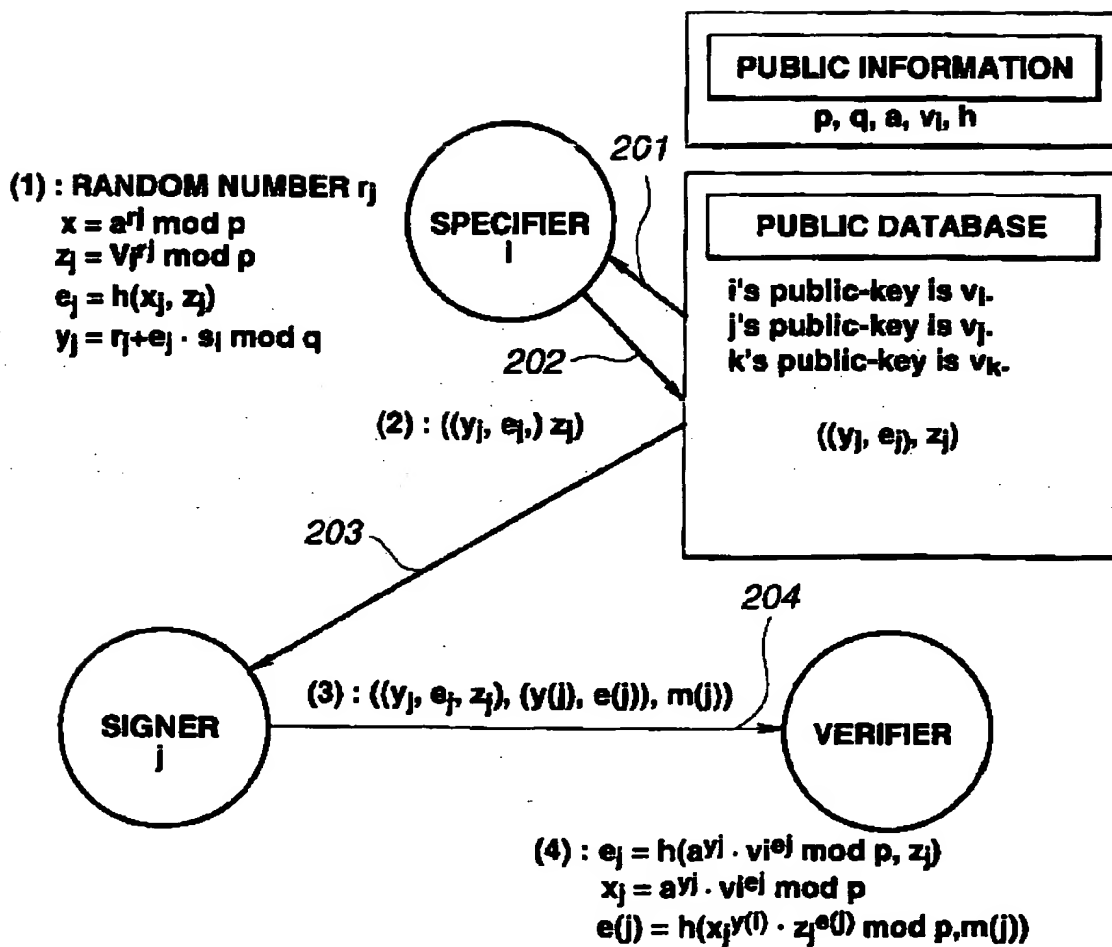 PUBLIC INFORMATION
p, q, a, vi, h
201
(1) : RANDOM NUMBER rj
x = a^rj mod p
zj = Vj^rj mod p
ej = h(xj, zj)
yj = rj+ej · si mod q
SPECIFIER
i
PUBLIC DATABASE
i's public-key is vi.
j's public-key is vj.
k's public-key is vk.
202
(2) : ((yj, ej,) zj)
((yj, ej), zj)
203
204
(3) : ((yj, ej, zj), (y(j), e(j)), m(j))
SIGNER
j
VERIFIER
(4) : ej = h(a^yj · vi^ej mod p, zj)
xj = a^yj · vi^ej mod p
e(j) = h(xj^y(j) · zj^e(j) mod p,m(j))